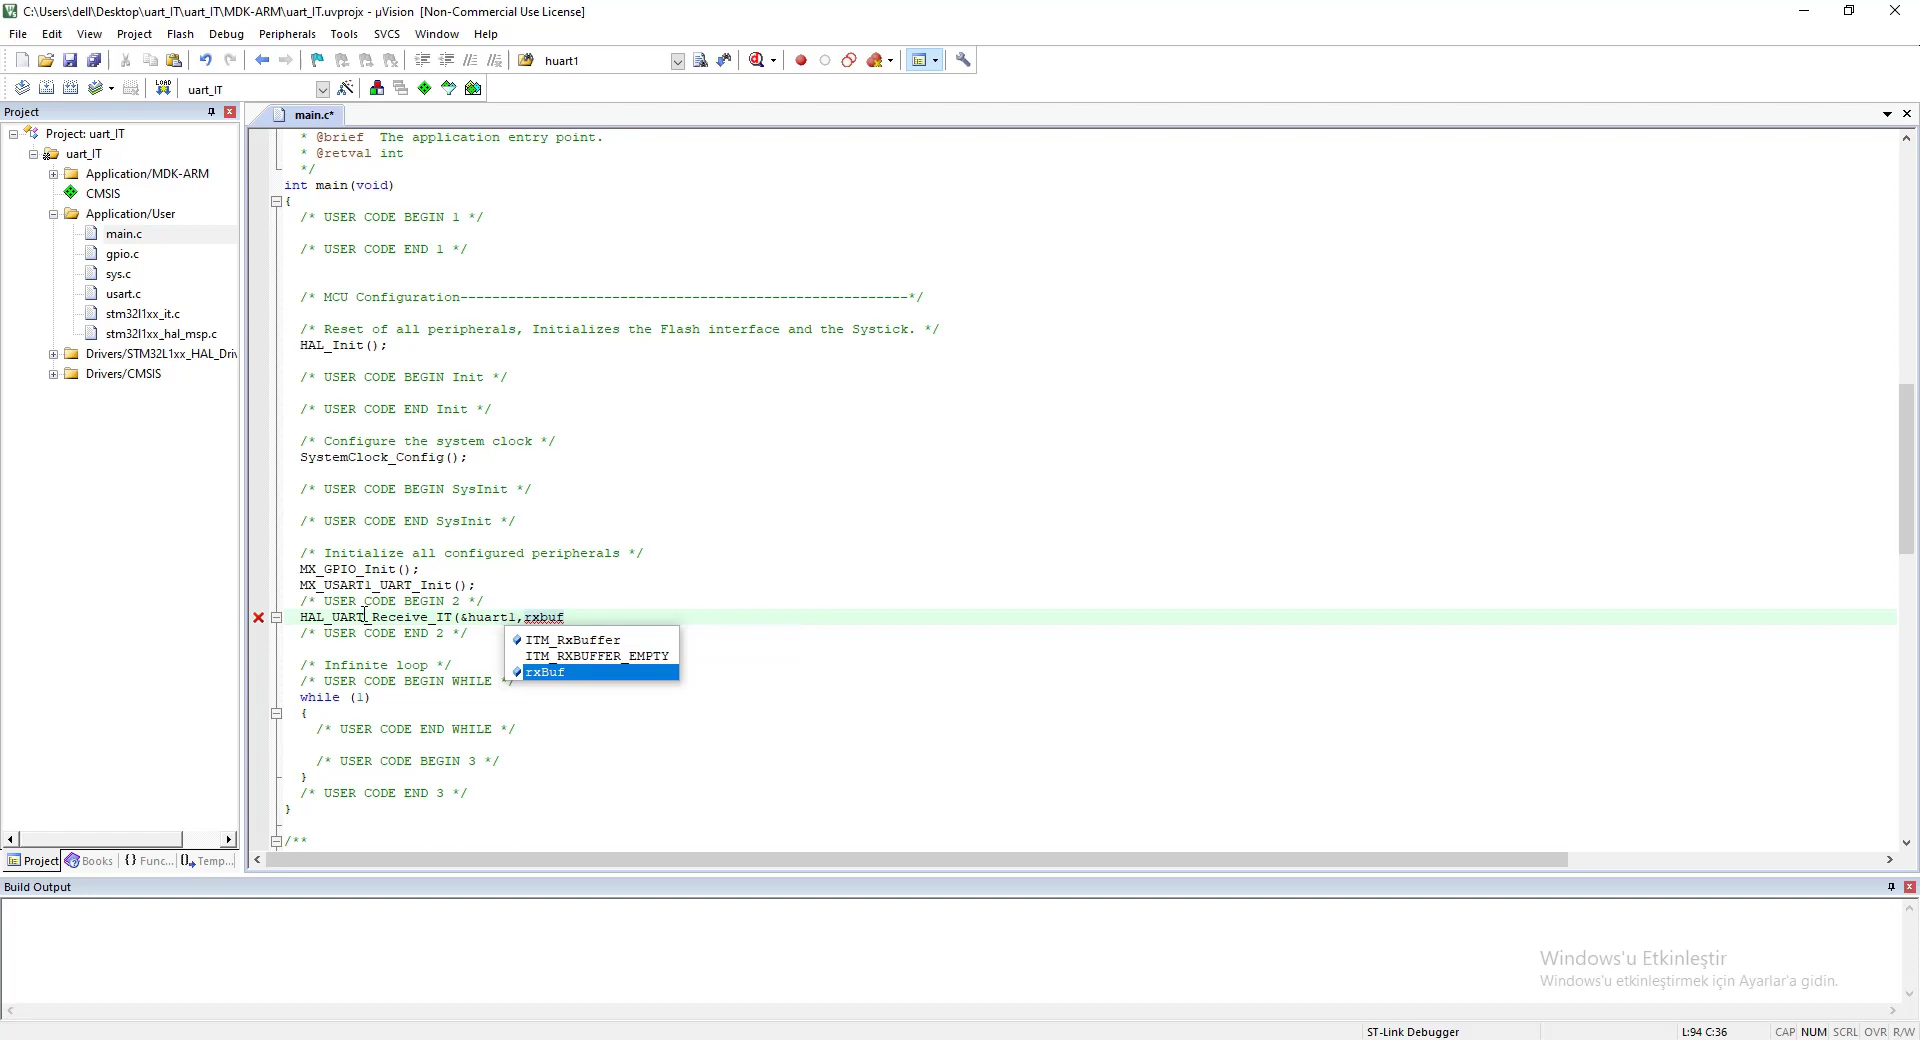 C:\Users\dell\Desktop\uart_IT\uart_IT\MDK-ARM\uart_IT.uvprojx - µVision [Non-Commercial Use License]
File Edit View Project Flash Debug Peripherals Tools SVCS Window Help
huart1
LOAD uart_IT
Project
main.c*
Project: uart_IT
uart_IT
Application/MDK-ARM
CMSIS
Application/User
main.c
gpio.c
sys.c
usart.c
stm32l1xx_it.c
stm32l1xx_hal_msp.c
Drivers/STM32L1xx_HAL_Driv
Drivers/CMSIS
Project Books {} Func... Temp...
* @brief  The application entry point.
* @retval int
*/
int main(void)
{
/* USER CODE BEGIN 1 */
/* USER CODE END 1 */
/* MCU Configuration--------------------------------------------------------*/
/* Reset of all peripherals, Initializes the Flash interface and the Systick. */
HAL_Init();
/* USER CODE BEGIN Init */
/* USER CODE END Init */
/* Configure the system clock */
SystemClock_Config();
/* USER CODE BEGIN SysInit */
/* USER CODE END SysInit */
/* Initialize all configured peripherals */
MX_GPIO_Init();
MX_USART1_UART_Init();
/* USER CODE BEGIN 2 */
HAL_UART_Receive_IT(&huart1,rxbuf
/* USER CODE END 2 */
ITM_RxBuffer
ITM_RXBUFFER_EMPTY
rxBuf
/* Infinite loop */
/* USER CODE BEGIN WHILE */
while (1)
{
/* USER CODE END WHILE */
/* USER CODE BEGIN 3 */
}
/* USER CODE END 3 */
}
/**
Build Output
Windows'u Etkinleştir
Windows'u etkinleştirmek için Ayarlar'a gidin.
ST-Link Debugger L:94 C:36 CAP NUM SCRL OVR R/W